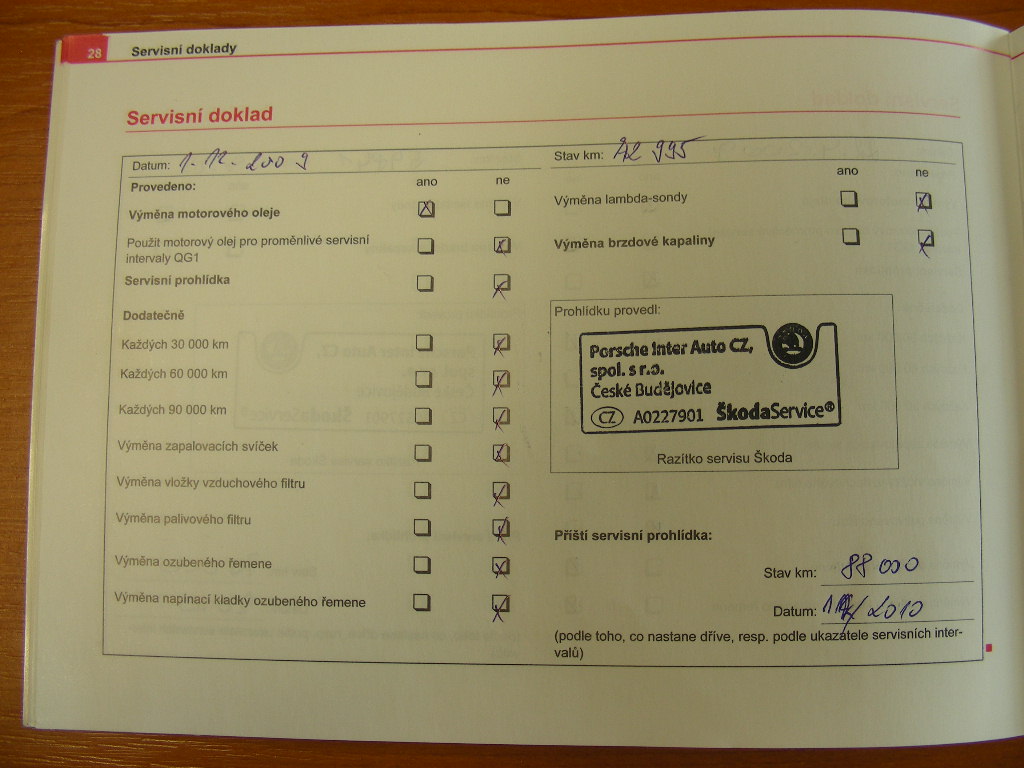 28 Servisní doklady
Servisní doklad
Datum: 1. 12. 2009
Stav km: 72 995
Provedeno: ano ne
Výměna motorového oleje
Použit motorový olej pro proměnlivé servisní
intervaly QG1
Servisní prohlídka
Dodatečně
Každých 30 000 km
Každých 60 000 km
Každých 90 000 km
Výměna zapalovacích svíček
Výměna vložky vzduchového filtru
Výměna palivového filtru
Výměna ozubeného řemene
Výměna napínací kladky ozubeného řemene
ano ne
Výměna lambda-sondy
Výměna brzdové kapaliny
Prohlídku provedl:
Porsche Inter Auto CZ,
spol. s r.o.
České Budějovice
CZ A0227901 ŠkodaService®
Razítko servisu Škoda
Příští servisní prohlídka:
Stav km: 88 000
Datum: 2010
(podle toho, co nastane dříve, resp. podle ukazatele servisních inter-
valů)